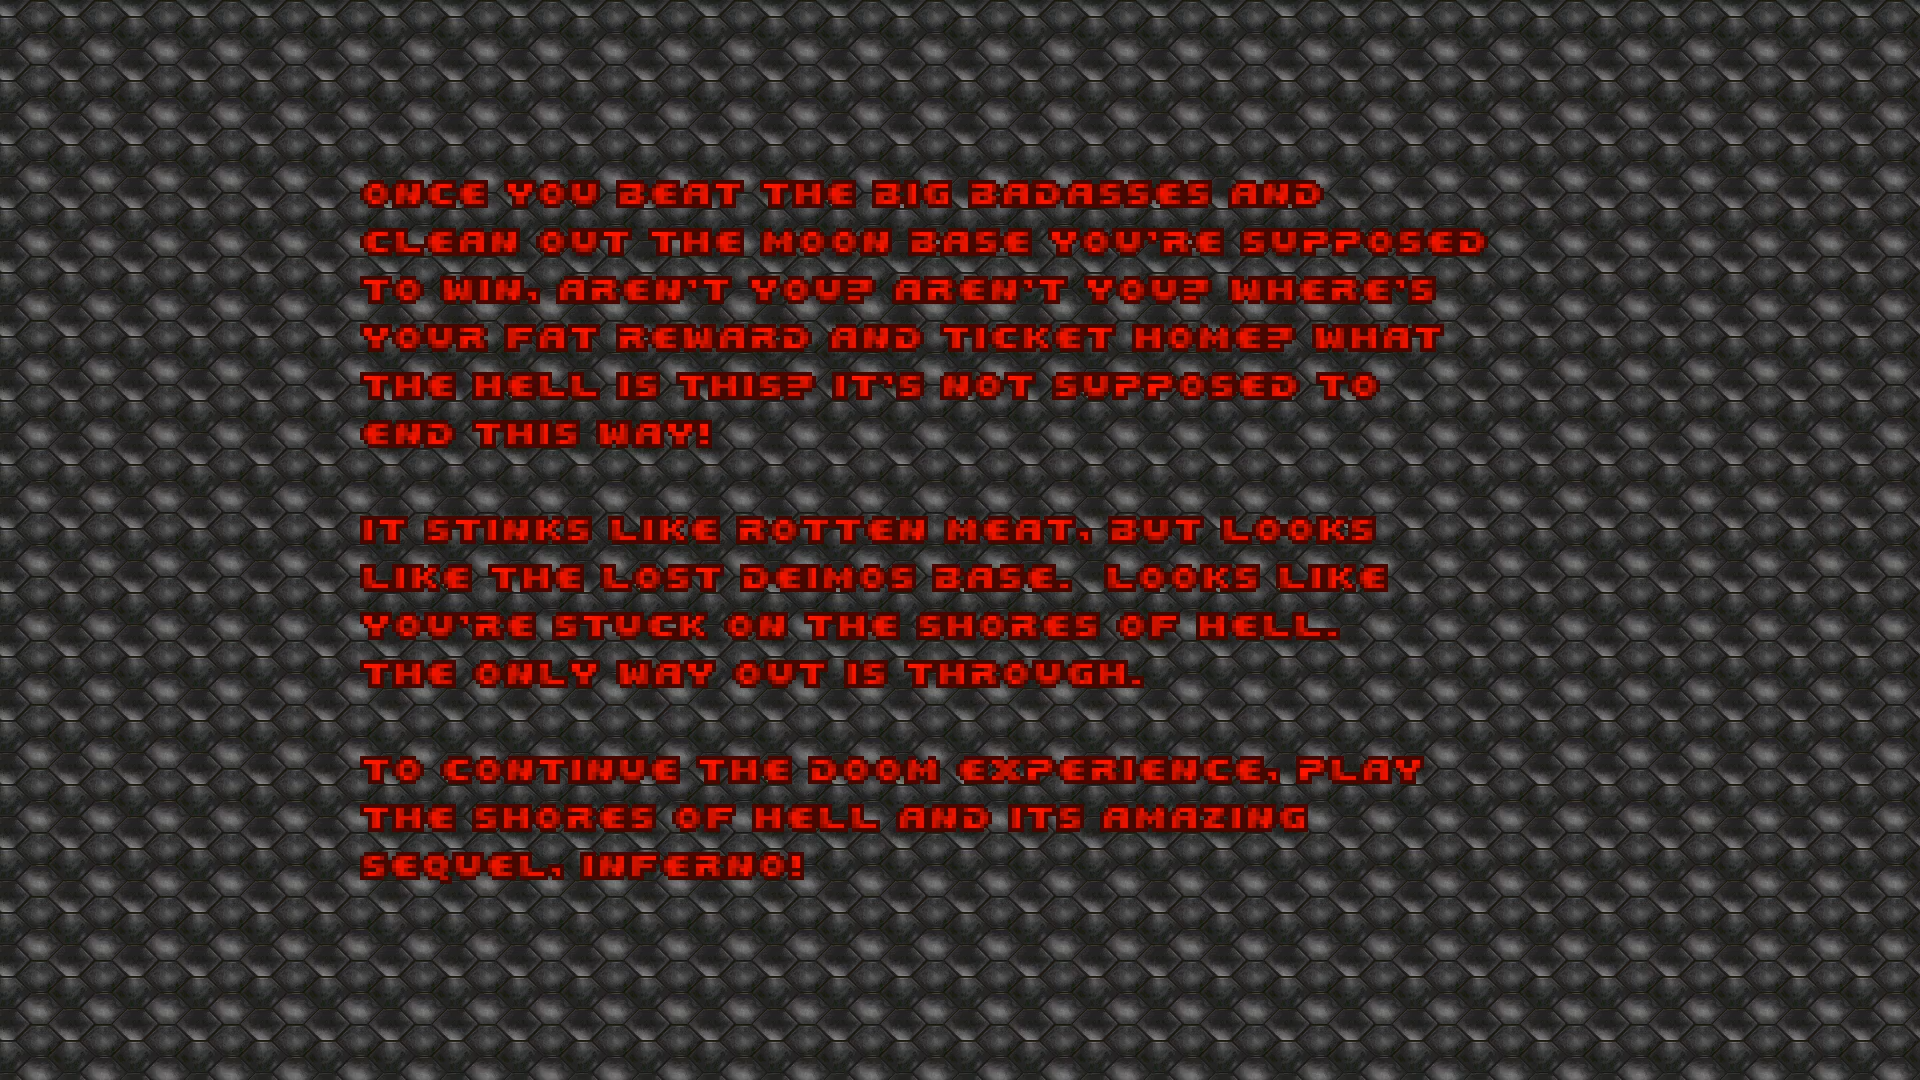 ONCE YOU BEAT THE BIG BADASSES AND
CLEAN OUT THE MOON BASE YOU'RE SUPPOSED
TO WIN, AREN'T YOU? AREN'T YOU? WHERE'S
YOUR FAT REWARD AND TICKET HOME? WHAT
THE HELL IS THIS? IT'S NOT SUPPOSED TO
END THIS WAY!

IT STINKS LIKE ROTTEN MEAT, BUT LOOKS
LIKE THE LOST DEIMOS BASE.  LOOKS LIKE
YOU'RE STUCK ON THE SHORES OF HELL.
THE ONLY WAY OUT IS THROUGH.

TO CONTINUE THE DOOM EXPERIENCE, PLAY
THE SHORES OF HELL AND ITS AMAZING
SEQUEL, INFERNO!